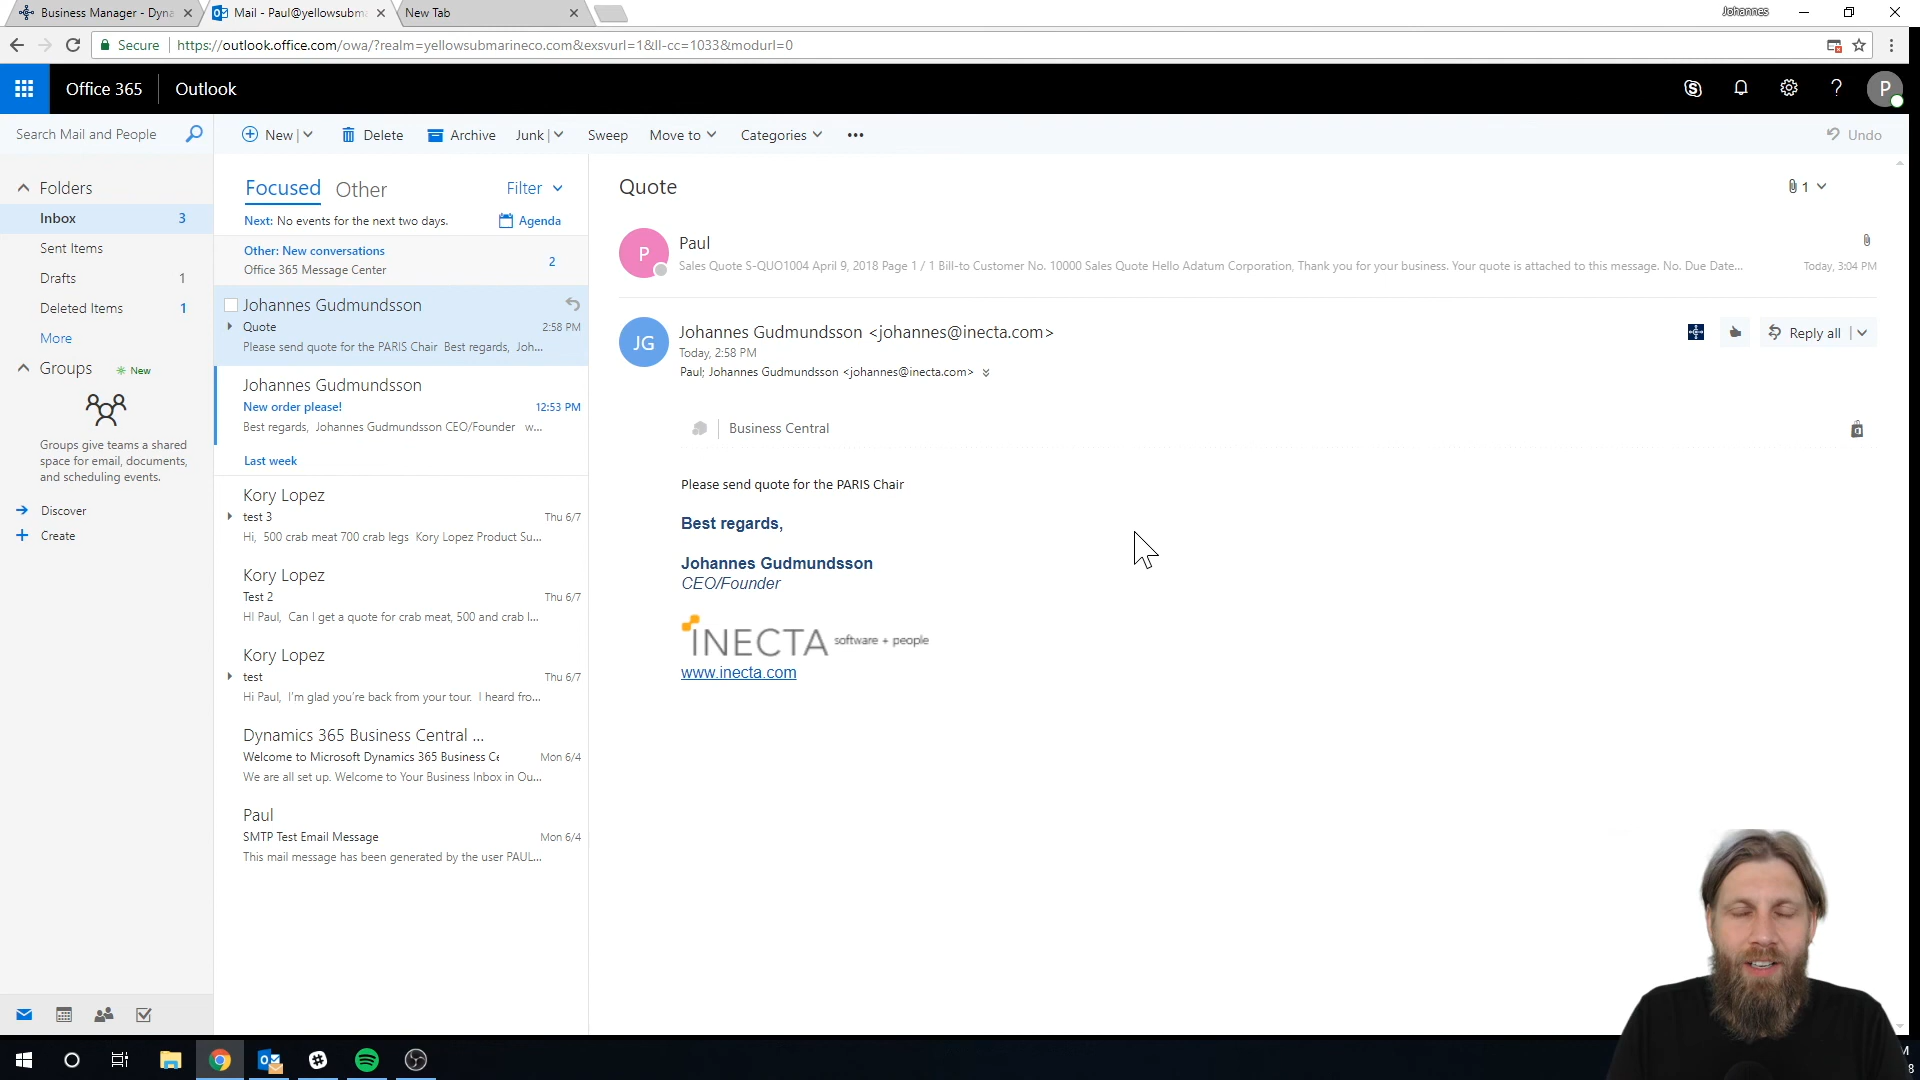 Business Manager - Dyna
Mail - Paul@yellowsubma
New Tab
Johannes
Secure
https://outlook.office.com/owa/?realm=yellowsubmarineco.com&exsvurl=1&ll-cc=1033&modurl=0
Office 365
Outlook
P
Search Mail and People
New
Delete
Archive
Junk
Sweep
Move to
Categories
Undo
Folders
Inbox 3
Sent Items
Drafts 1
Deleted Items 1
More
Groups
New
Groups give teams a shared
space for email, documents,
and scheduling events.
Discover
Create
Focused
Other
Filter
Next: No events for the next two days.
Agenda
Other: New conversations
Office 365 Message Center
2
Johannes Gudmundsson
Quote 2:58 PM
Please send quote for the PARIS Chair Best regards, Joh...
Johannes Gudmundsson
New order please! 12:53 PM
Best regards, Johannes Gudmundsson CEO/Founder w...
Last week
Kory Lopez
test 3 Thu 6/7
Hi, 500 crab meat 700 crab legs Kory Lopez Product Su...
Kory Lopez
Test 2 Thu 6/7
HI Paul, Can I get a quote for crab meat, 500 and crab l...
Kory Lopez
test Thu 6/7
Hi Paul, I'm glad you're back from your tour. I heard fro...
Dynamics 365 Business Central ...
Welcome to Microsoft Dynamics 365 Business Ce Mon 6/4
We are all set up. Welcome to Your Business Inbox in Ou...
Paul
SMTP Test Email Message Mon 6/4
This mail message has been generated by the user PAUL...
Quote
1
P
Paul
Sales Quote S-QUO1004 April 9, 2018 Page 1 / 1 Bill-to Customer No. 10000 Sales Quote Hello Adatum Corporation, Thank you for your business. Your quote is attached to this message. No. Due Date...
Today, 3:04 PM
JG
Johannes Gudmundsson <johannes@inecta.com>
Today, 2:58 PM
Paul; Johannes Gudmundsson <johannes@inecta.com>
Reply all
Business Central
Please send quote for the PARIS Chair
Best regards,
Johannes Gudmundsson
CEO/Founder
INECTA software + people
www.inecta.com